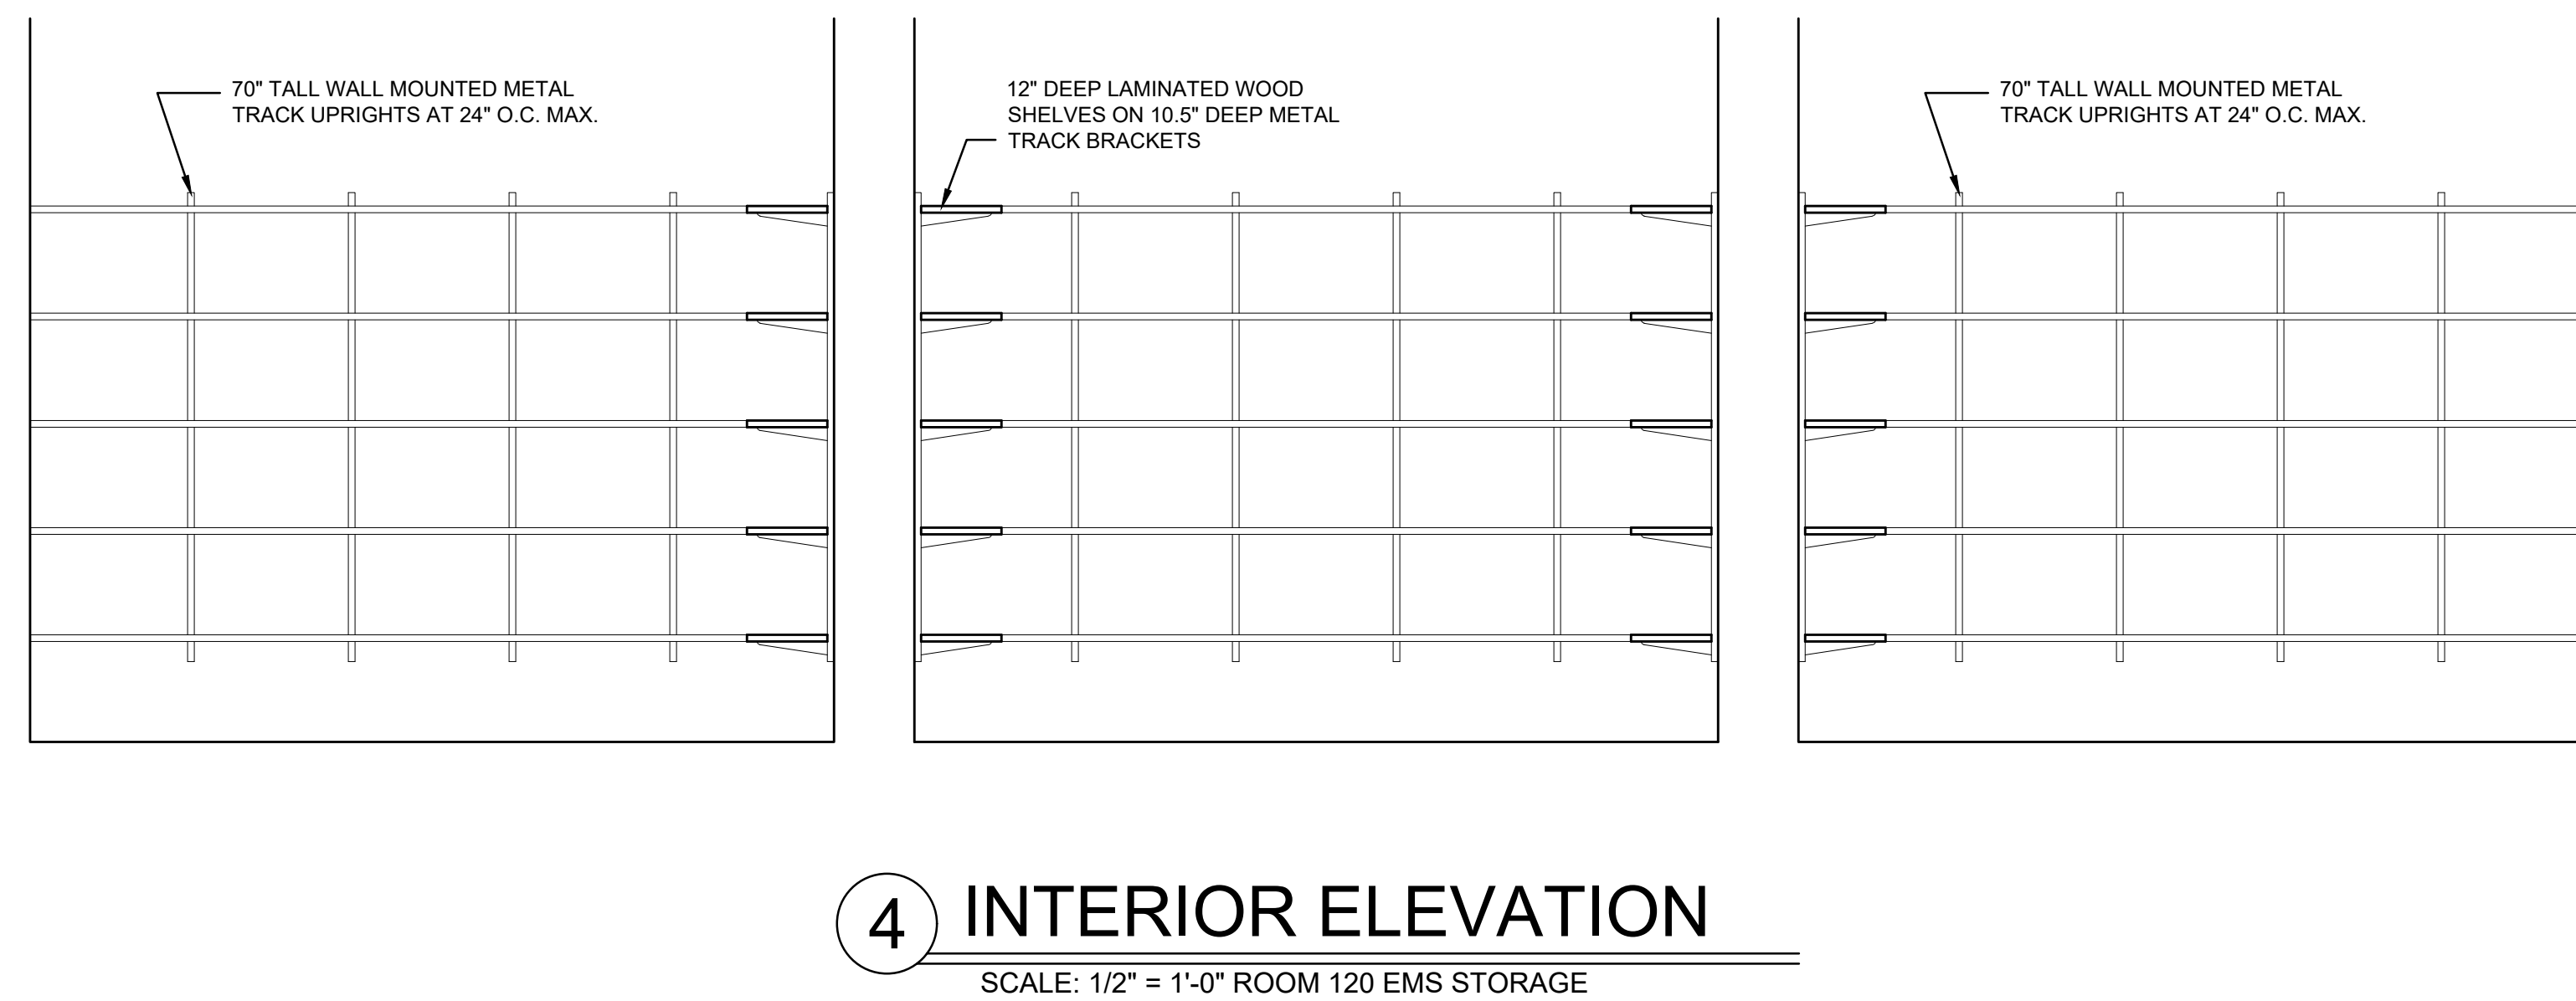 70" TALL WALL MOUNTED METAL
TRACK UPRIGHTS AT 24" O.C. MAX.
12" DEEP LAMINATED WOOD
SHELVES ON 10.5" DEEP METAL
TRACK BRACKETS
70" TALL WALL MOUNTED METAL
TRACK UPRIGHTS AT 24" O.C. MAX.
4 INTERIOR ELEVATION
SCALE: 1/2" = 1'-0" ROOM 120 EMS STORAGE